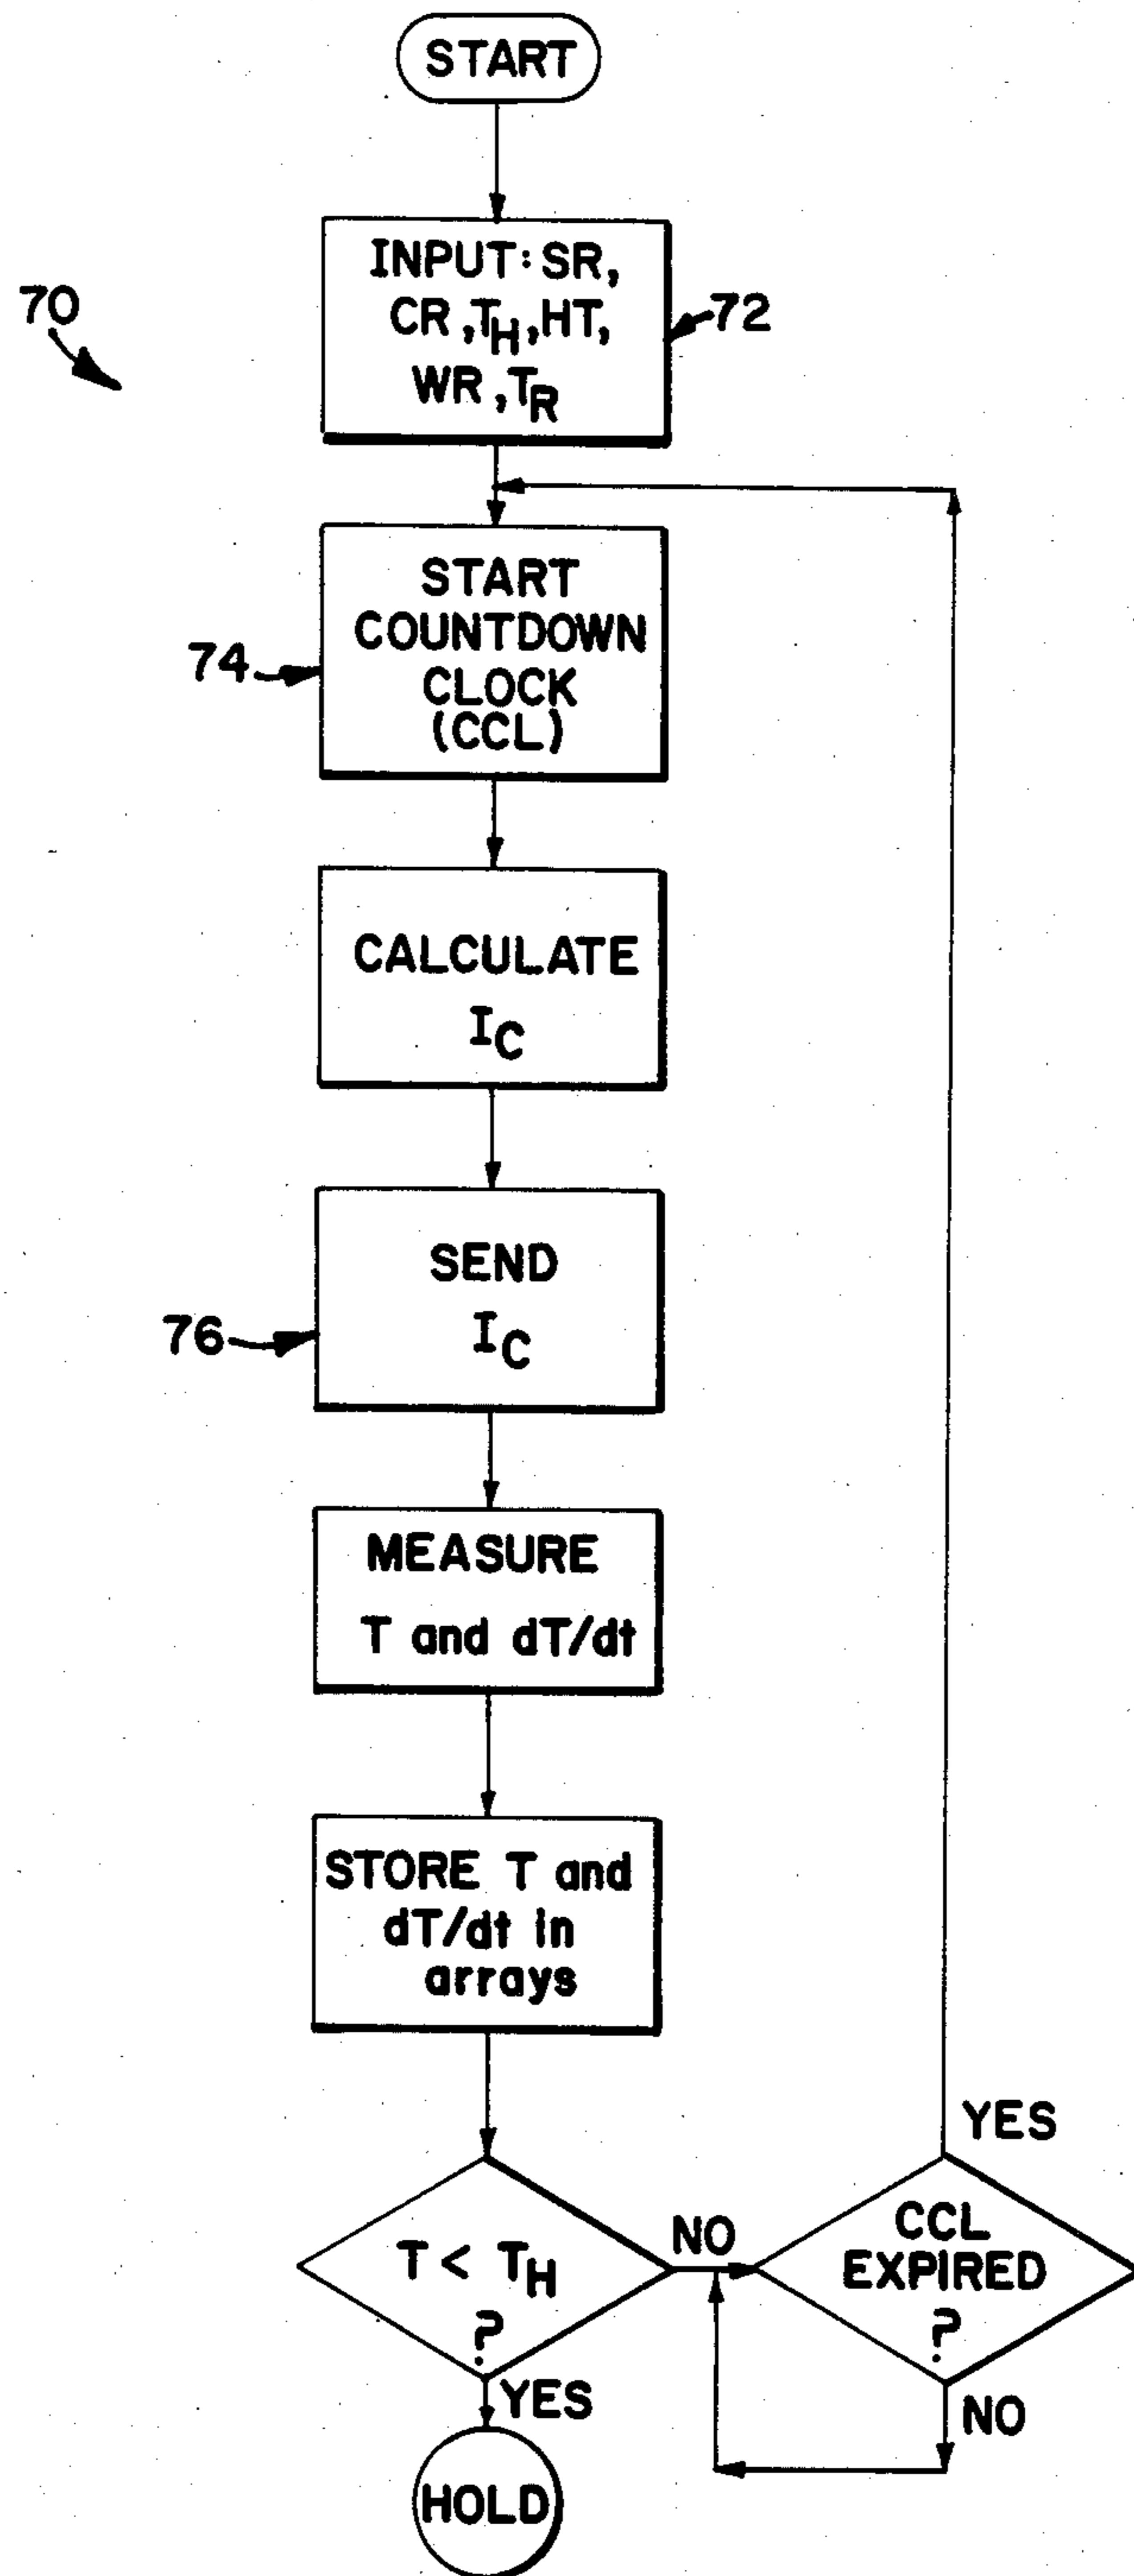 START
INPUT: SR,
CR, TH, HT,
WR, TR
70
72
START
COUNTDOWN
CLOCK
(CCL)
74
CALCULATE
IC
SEND
IC
76
MEASURE
T and dT/dt
STORE T and
dT/dt in
arrays
T < TH
?
NO
YES
CCL
EXPIRED
?
YES
NO
HOLD